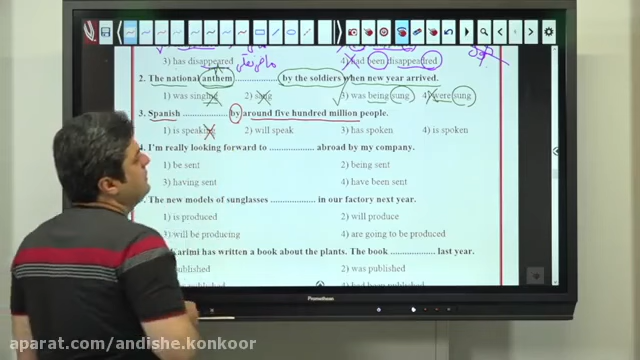 3) has disappeared 4) had been disappeared
2. The national anthem .................. by the soldiers when new year arrived.
1) was singing 2) sang 3) was being sung 4) were sung
3. Spanish .................. by around five hundred million people.
1) is speaking 2) will speak 3) has spoken 4) is spoken
4. I'm really looking forward to .................. abroad by my company.
1) be sent 2) being sent
3) having sent 4) have been sent
The new models of sunglasses .................. in our factory next year.
1) is produced 2) will produce
3) will be producing 4) are going to be produced
Karimi has written a book about the plants. The book .................. last year.
published 2) was published
Promethean
aparat.com/andishe.konkoor